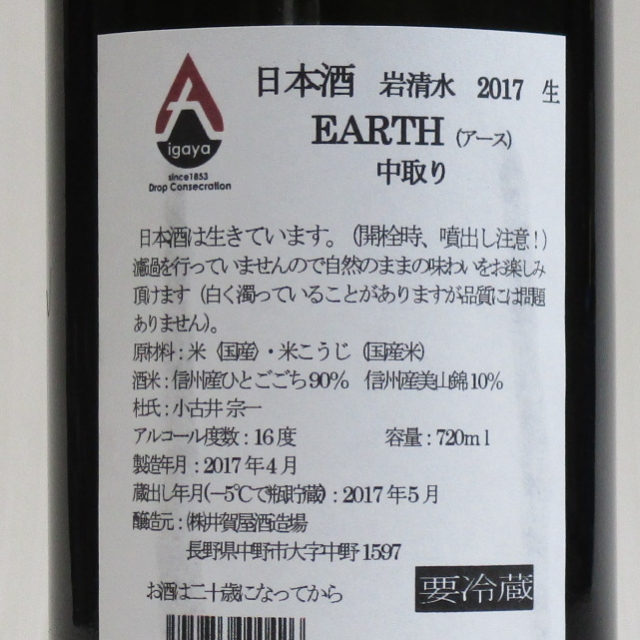 A
igaya
since1853
Drop Consecration
日本酒 岩清水 2017 生
EARTH (アース)
中取り
日本酒は生きています。(開栓時、噴出し注意!)
濾過を行っていませんので自然のままの味わいをお楽しみ
頂けます(白く濁っていることがありますが品質には問題
ありません)。
原材料:米(国産)・米こうじ(国産米)
酒米:信州産ひとごごち90% 信州産美山錦10%
杜氏:小古井 宗一
アルコール度数:16度 容量:720ml
製造年月:2017年4月
蔵出し年月(−5℃で瓶貯蔵):2017年5月
醸造元:㈱井賀屋酒造場
長野県中野市大字中野1597
お酒は二十歳になってから
要冷蔵